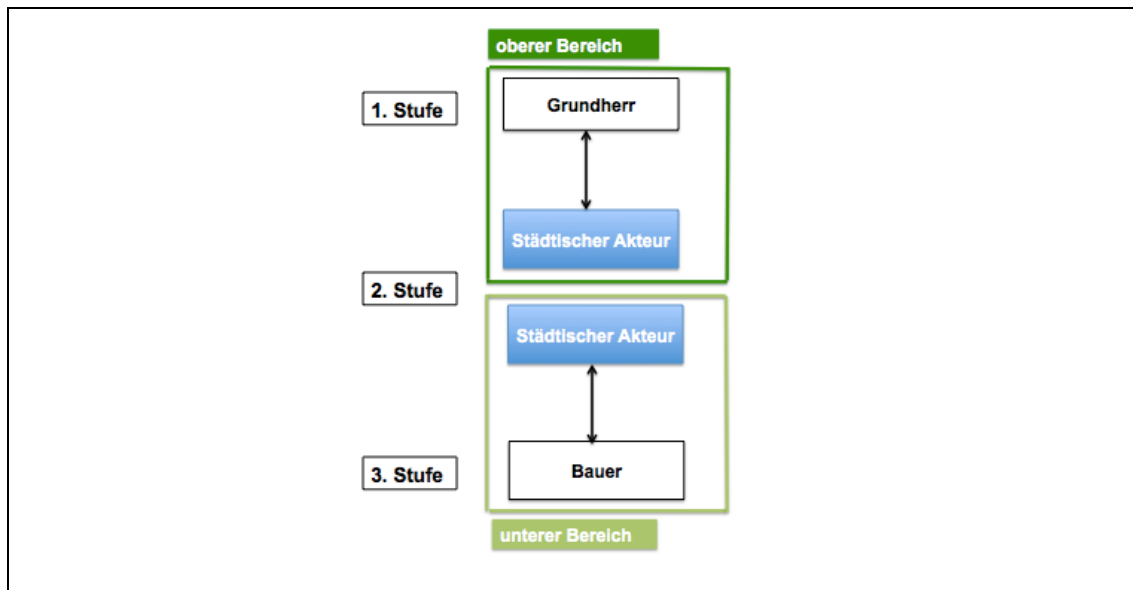 oberer Bereich
1. Stufe
Grundherr
Städtischer Akteur
2. Stufe
Städtischer Akteur
3. Stufe
Bauer
unterer Bereich